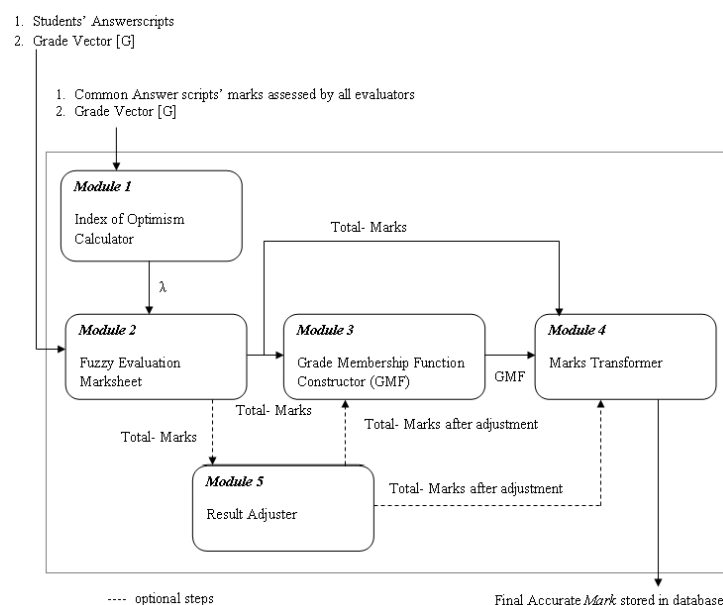 1. Students' Answerscripts
2. Grade Vector [G]
1. Common Answer scripts' marks assessed by all evaluators
2. Grade Vector [G]
Module 1
Index of Optimism
Calculator
Total- Marks
λ
Module 2
Fuzzy Evaluation
Marksheet
Module 3
Grade Membership Function
Constructor (GMF)
GMF
Module 4
Marks Transformer
Total- Marks
Total- Marks
Total- Marks after adjustment
Module 5
Result Adjuster
Total- Marks after adjustment
---- optional steps
Final Accurate Mark stored in database